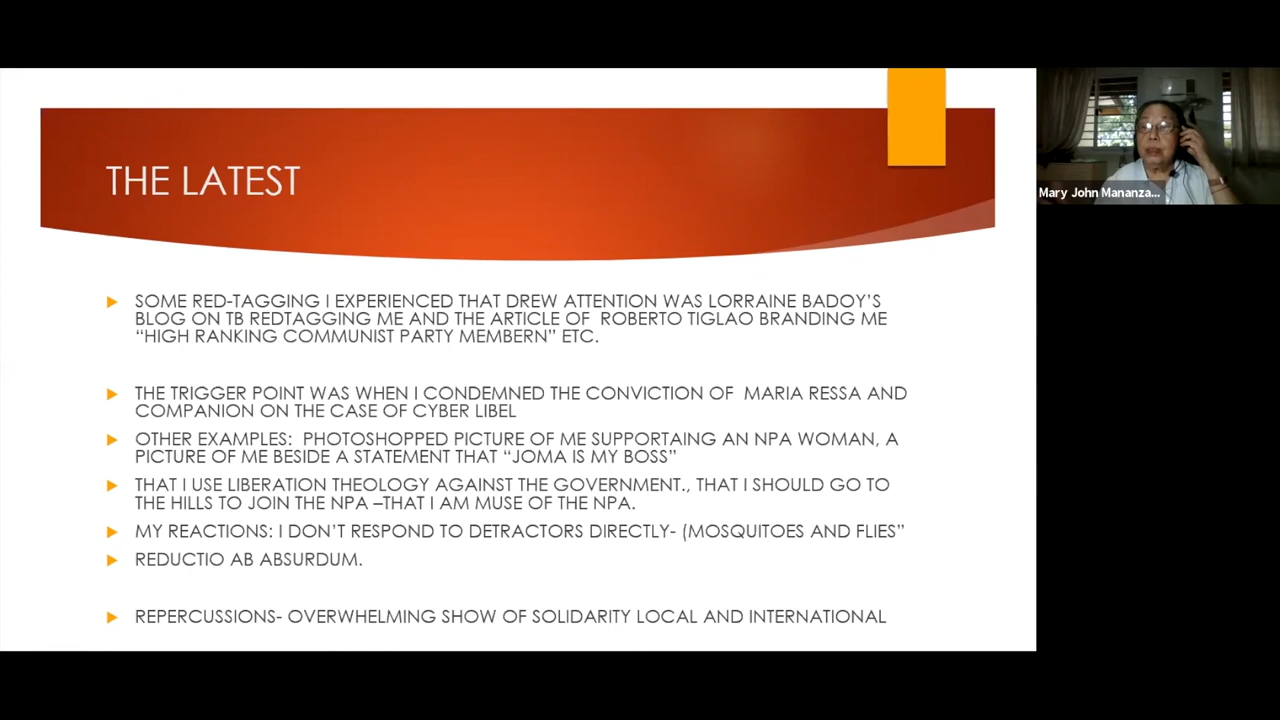 THE LATEST
SOME RED-TAGGING I EXPERIENCED THAT DREW ATTENTION WAS LORRAINE BADOY'S
BLOG ON TB REDTAGGING ME AND THE ARTICLE OF ROBERTO TIGLAO BRANDING ME
“HIGH RANKING COMMUNIST PARTY MEMBERN” ETC.
THE TRIGGER POINT WAS WHEN I CONDEMNED THE CONVICTION OF MARIA RESSA AND
COMPANION ON THE CASE OF CYBER LIBEL
OTHER EXAMPLES: PHOTOSHOPPED PICTURE OF ME SUPPORTAING AN NPA WOMAN, A
PICTURE OF ME BESIDE A STATEMENT THAT “JOMA IS MY BOSS”
THAT I USE LIBERATION THEOLOGY AGAINST THE GOVERNMENT., THAT I SHOULD GO TO
THE HILLS TO JOIN THE NPA –THAT I AM MUSE OF THE NPA.
MY REACTIONS: I DON'T RESPOND TO DETRACTORS DIRECTLY- (MOSQUITOES AND FLIES”
REDUCTIO AB ABSURDUM.
REPERCUSSIONS- OVERWHELMING SHOW OF SOLIDARITY LOCAL AND INTERNATIONAL
Mary John Mananza...